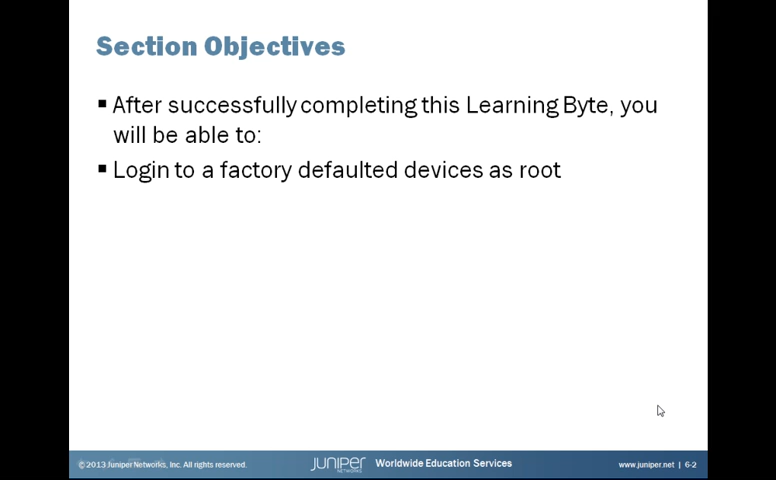 Section Objectives
▪ After successfully completing this Learning Byte, you
will be able to:
▪ Login to a factory defaulted devices as root
© 2013 Juniper Networks, Inc. All rights reserved.
JUNIPER
NETWORKS
Worldwide Education Services
www.juniper.net | 6-2